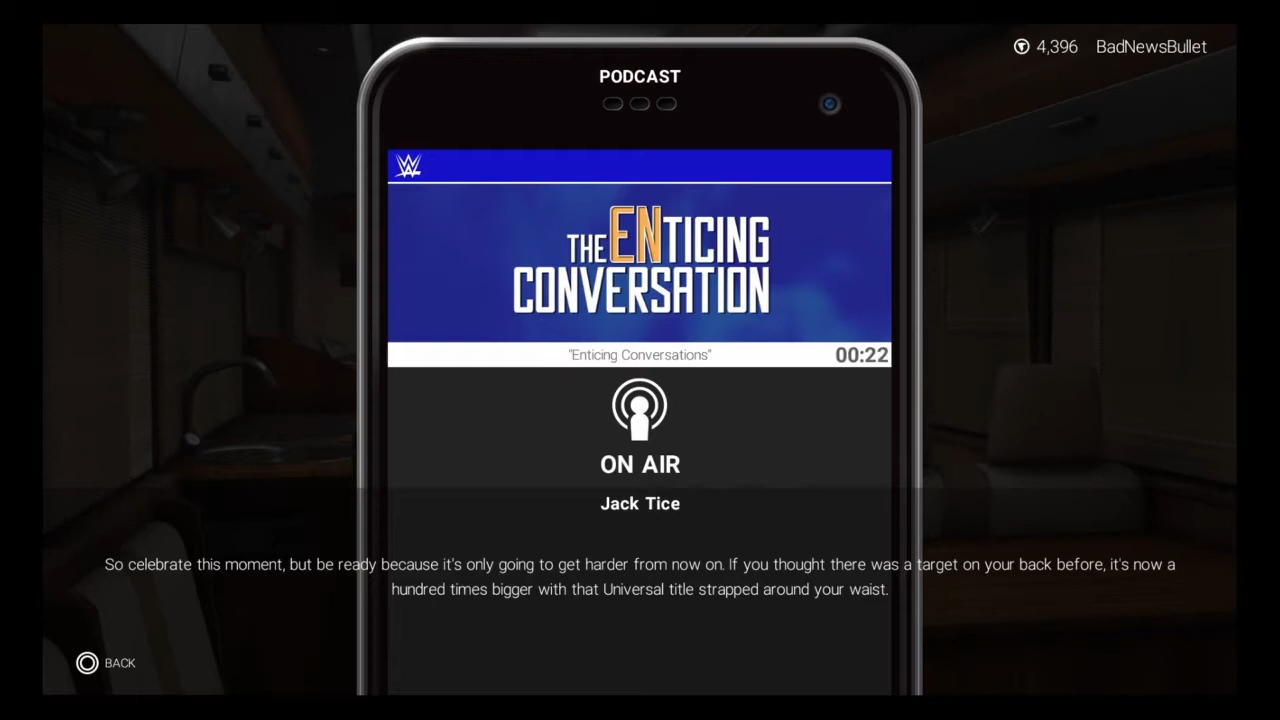 4,396 BadNewsBullet
PODCAST
W
THE ENTICING
CONVERSATION
"Enticing Conversations" 00:22
ON AIR
Jack Tice
So celebrate this moment, but be ready because it's only going to get harder from now on. If you thought there was a target on your back before, it's now a
hundred times bigger with that Universal title strapped around your waist.
BACK